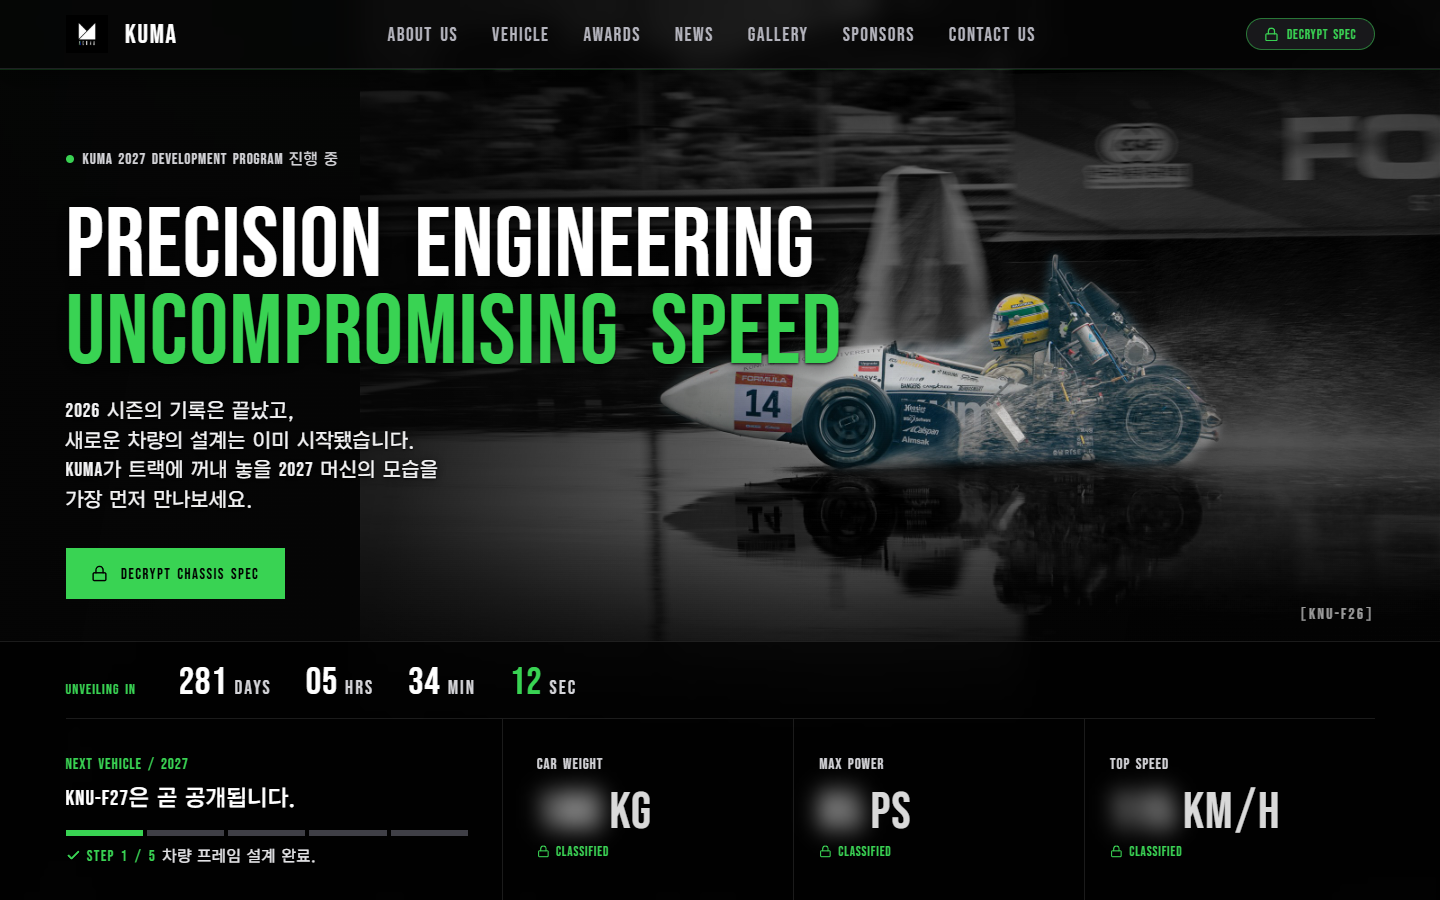 KUMA
ABOUT US
VEHICLE
AWARDS
NEWS
GALLERY
SPONSORS
CONTACT US
DECRYPT SPEC
KUMA 2027 DEVELOPMENT PROGRAM 진행 중
PRECISION ENGINEERING
UNCOMPROMISING SPEED
FORMULA
14
2026 시즌의 기록은 끝났고,
새로운 차량의 설계는 이미 시작됐습니다.
KUMA가 트랙에 꺼내 놓을 2027 머신의 모습을
가장 먼저 만나보세요.
DECRYPT CHASSIS SPEC
[KNU-F26]
UNVEILING IN
281 DAYS
05 HRS
34 MIN
12 SEC
NEXT VEHICLE / 2027
KNU-F27은 곧 공개됩니다.
STEP 1 / 5 차량 프레임 설계 완료.
CAR WEIGHT
KG
CLASSIFIED
MAX POWER
PS
CLASSIFIED
TOP SPEED
KM/H
CLASSIFIED